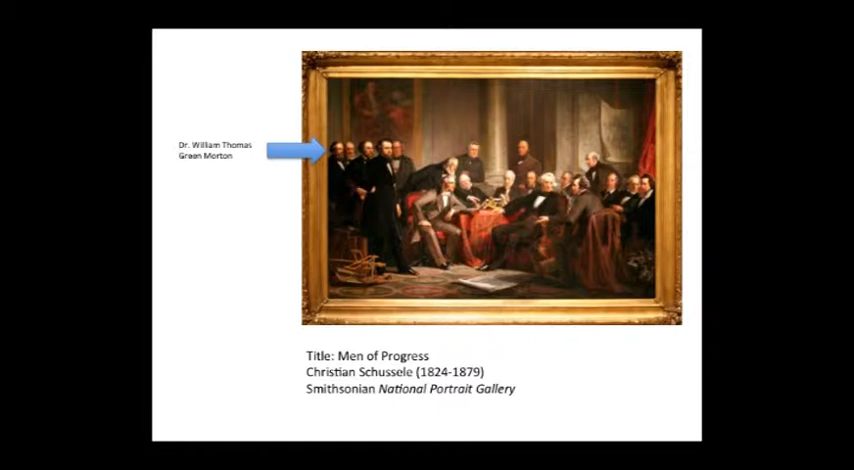 Dr. William Thomas
Green Morton
Title: Men of Progress
Christian Schussele (1824-1879)
Smithsonian National Portrait Gallery